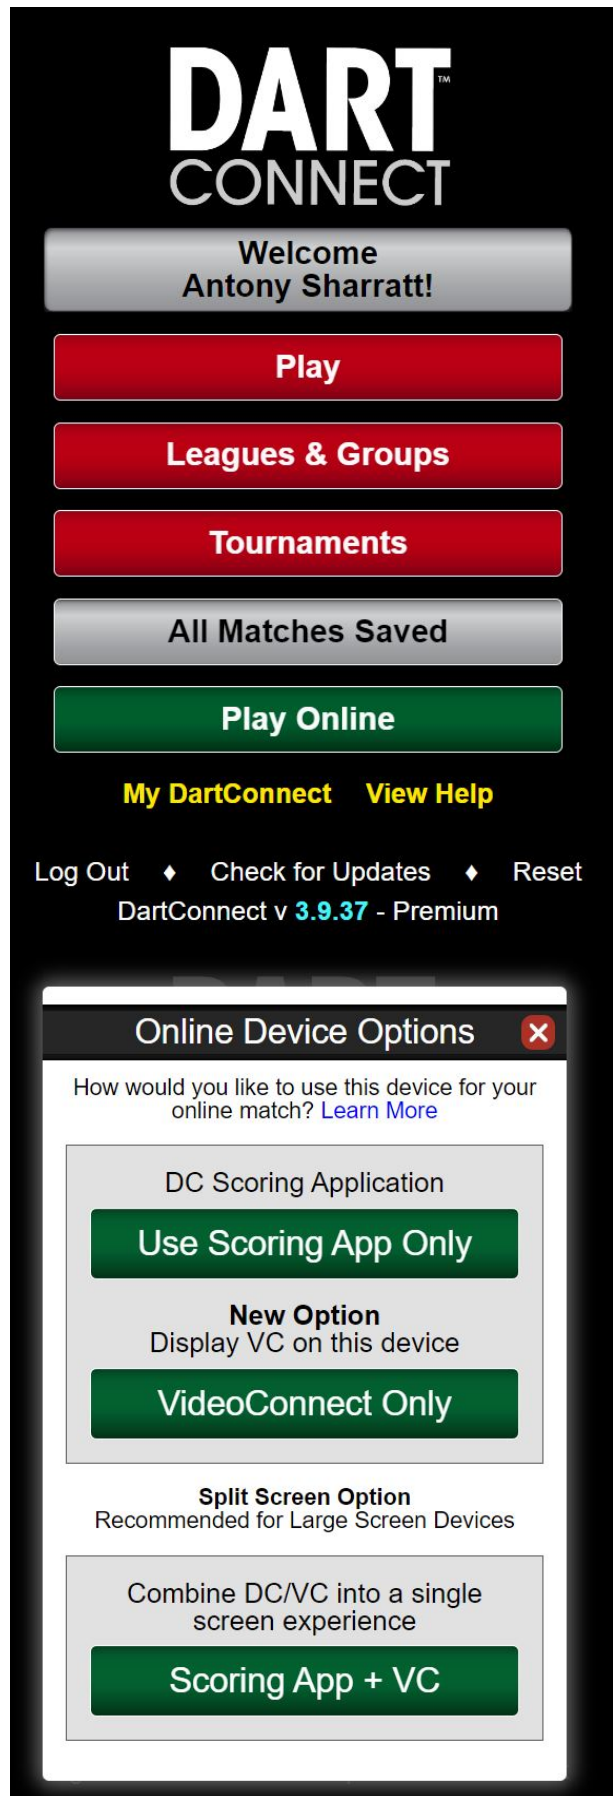 DART™
CONNECT
Welcome
Antony Sharratt!
Play
Leagues & Groups
Tournaments
All Matches Saved
Play Online
My DartConnect View Help
Log Out ♦ Check for Updates ♦ Reset
DartConnect v 3.9.37 - Premium
Online Device Options
How would you like to use this device for your
online match? Learn More
DC Scoring Application
Use Scoring App Only
New Option
Display VC on this device
VideoConnect Only
Split Screen Option
Recommended for Large Screen Devices
Combine DC/VC into a single
screen experience
Scoring App + VC